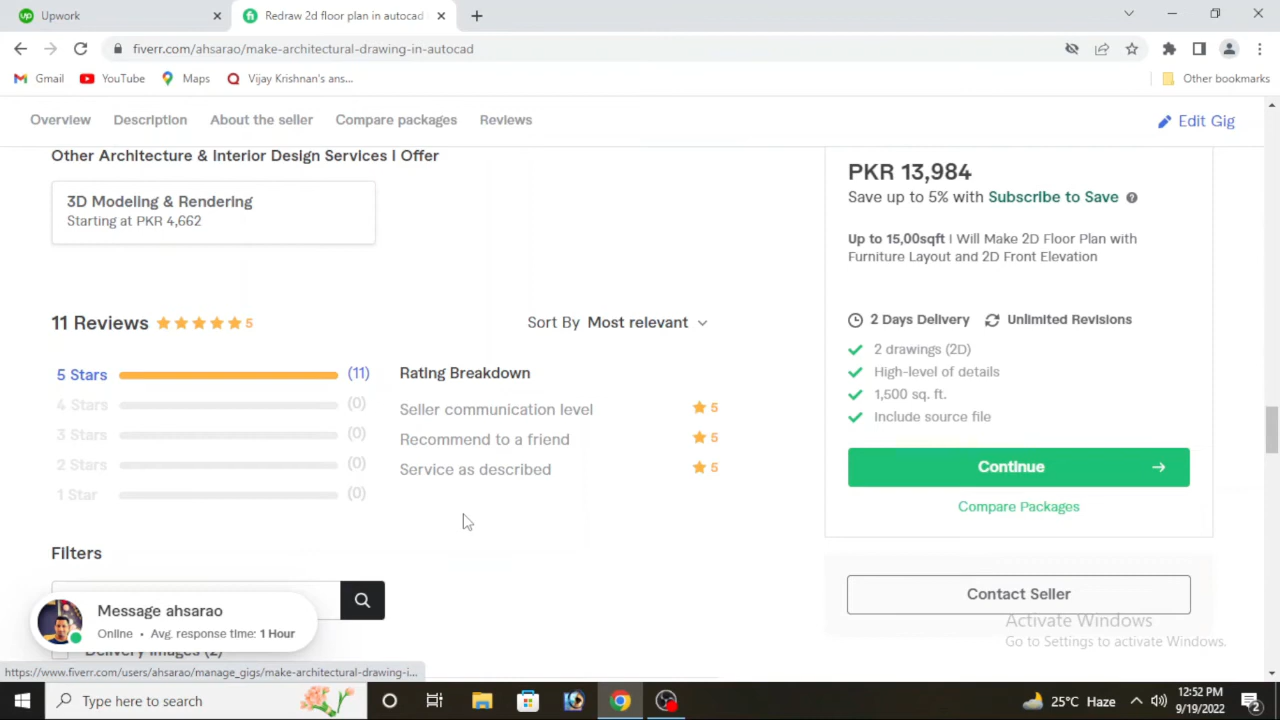 Upwork
Redraw 2d floor plan in autocad
fiverr.com/ahsarao/make-architectural-drawing-in-autocad
Gmail
YouTube
Maps
Vijay Krishnan's ans...
Other bookmarks
Overview
Description
About the seller
Compare packages
Reviews
Edit Gig
Other Architecture & Interior Design Services I Offer
3D Modeling & Rendering
Starting at PKR 4,662
11 Reviews 5
Sort By Most relevant
5 Stars (11)
4 Stars (0)
3 Stars (0)
2 Stars (0)
1 Star (0)
Rating Breakdown
Seller communication level 5
Recommend to a friend 5
Service as described 5
Filters
Message ahsarao
Online • Avg. response time: 1 Hour
Delivery images (2)
PKR 13,984
Save up to 5% with Subscribe to Save
Up to 15,00sqft | Will Make 2D Floor Plan with
Furniture Layout and 2D Front Elevation
2 Days Delivery
Unlimited Revisions
2 drawings (2D)
High-level of details
1,500 sq. ft.
Include source file
Continue
Compare Packages
Contact Seller
Activate Windows
Go to Settings to activate Windows.
https://www.fiverr.com/users/ahsarao/manage_gigs/make-architectural-drawing-i...
Type here to search
25°C Haze
12:52 PM
9/19/2022
2